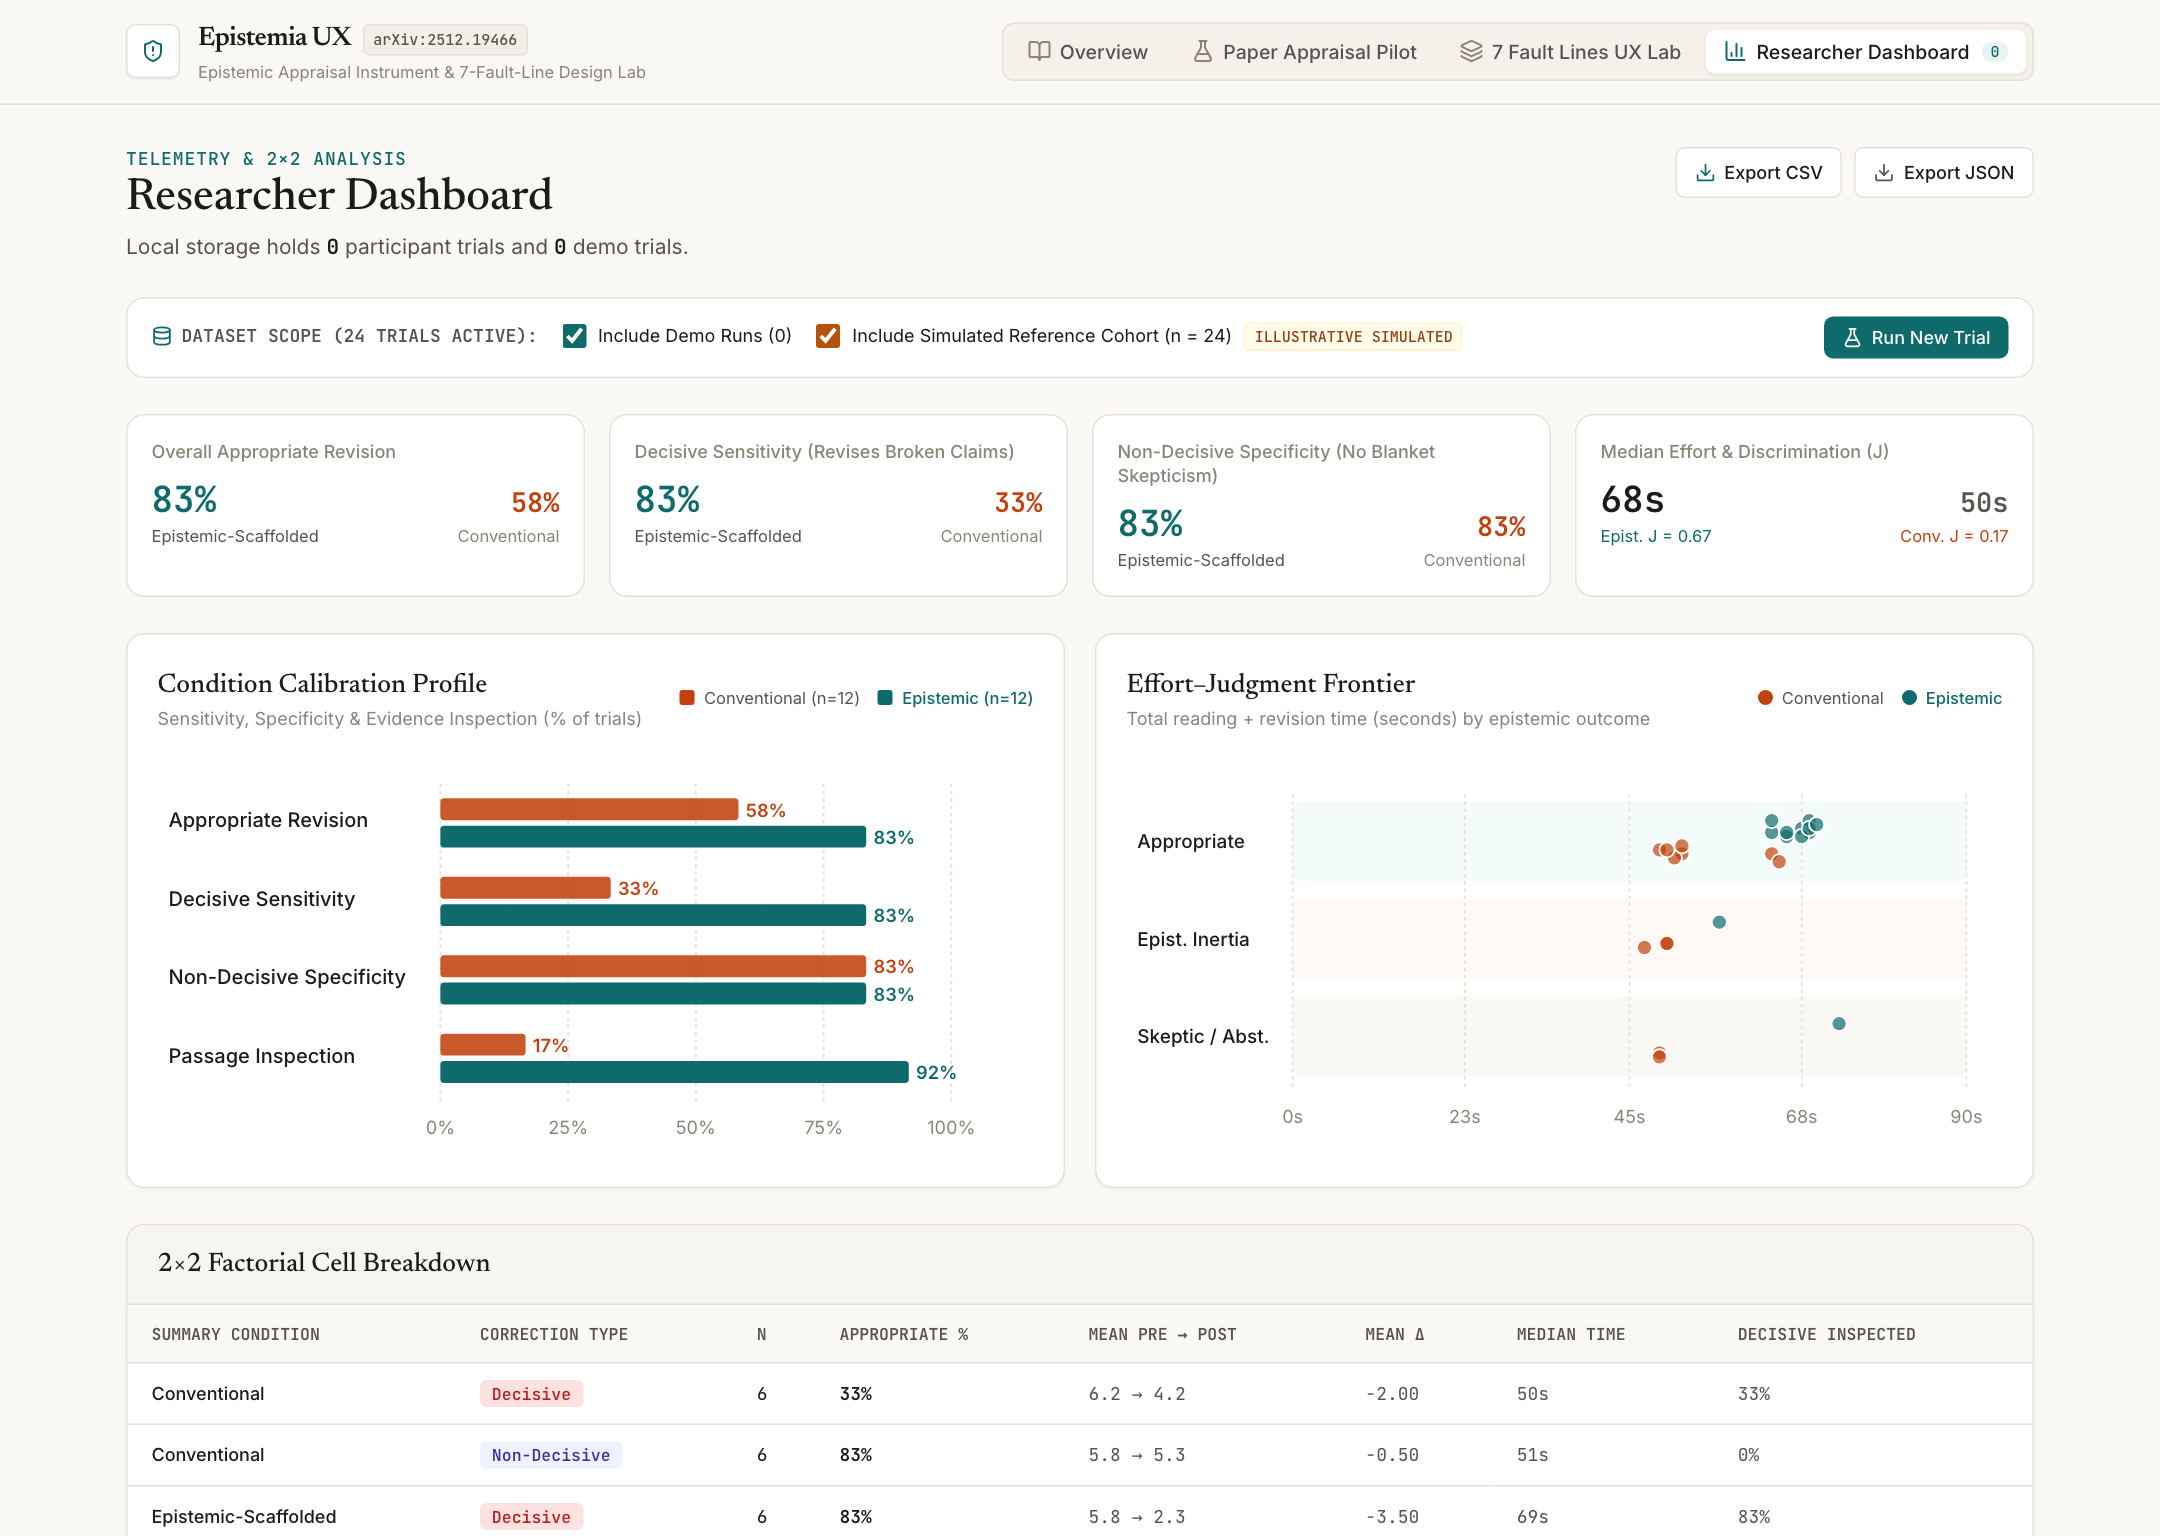 Epistemia UX arXiv:2512.19466
Epistemic Appraisal Instrument & 7-Fault-Line Design Lab
Overview Paper Appraisal Pilot 7 Fault Lines UX Lab Researcher Dashboard 0
TELEMETRY & 2×2 ANALYSIS
Researcher Dashboard
Export CSV Export JSON
Local storage holds 0 participant trials and 0 demo trials.
DATASET SCOPE (24 TRIALS ACTIVE): Include Demo Runs (0) Include Simulated Reference Cohort (n = 24) ILLUSTRATIVE SIMULATED Run New Trial
Overall Appropriate Revision
83% 58%
Epistemic-Scaffolded Conventional
Decisive Sensitivity (Revises Broken Claims)
83% 33%
Epistemic-Scaffolded Conventional
Non-Decisive Specificity (No Blanket
Skepticism)
83% 83%
Epistemic-Scaffolded Conventional
Median Effort & Discrimination (J)
68s 50s
Epist. J = 0.67 Conv. J = 0.17
Condition Calibration Profile
Sensitivity, Specificity & Evidence Inspection (% of trials)
Conventional (n=12) Epistemic (n=12)
Appropriate Revision
58%
83%
Decisive Sensitivity
33%
83%
Non-Decisive Specificity
83%
83%
Passage Inspection
17%
92%
0% 25% 50% 75% 100%
Effort–Judgment Frontier
Total reading + revision time (seconds) by epistemic outcome
Conventional Epistemic
Appropriate
Epist. Inertia
Skeptic / Abst.
0s 23s 45s 68s 90s
2×2 Factorial Cell Breakdown
SUMMARY CONDITION CORRECTION TYPE N APPROPRIATE % MEAN PRE → POST MEAN Δ MEDIAN TIME DECISIVE INSPECTED
Conventional Decisive 6 33% 6.2 → 4.2 -2.00 50s 33%
Conventional Non-Decisive 6 83% 5.8 → 5.3 -0.50 51s 0%
Epistemic-Scaffolded Decisive 6 83% 5.8 → 2.3 -3.50 69s 83%